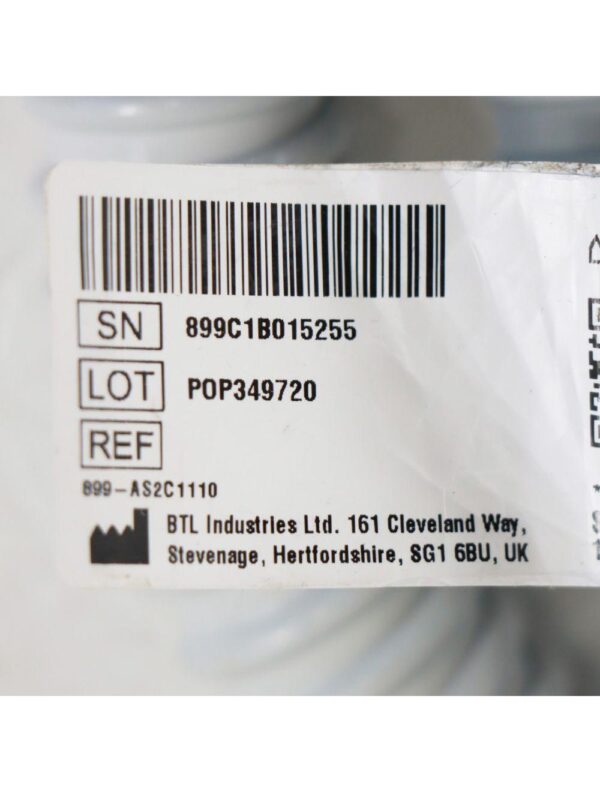 SN 899C1B015255
LOT POP349720
REF
899-AS2C1110
BTL Industries Ltd. 161 Cleveland Way,
Stevenage, Hertfordshire, SG1 6BU, UK